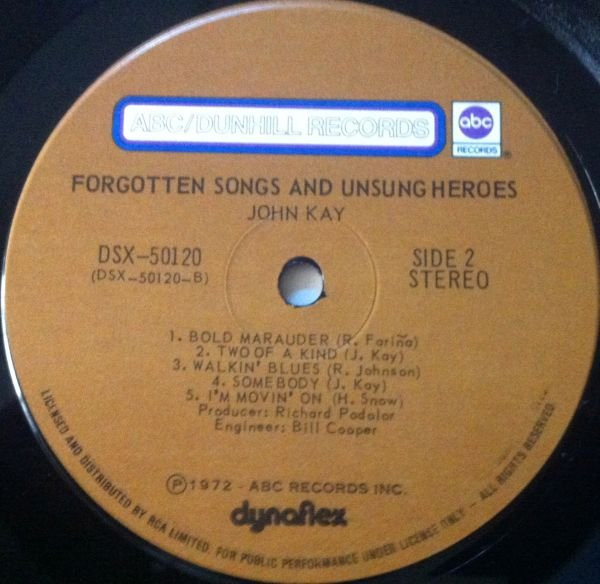 ABC/DUNHILL RECORDS
abc
RECORDS ®
FORGOTTEN SONGS AND UNSUNG HEROES
JOHN KAY
DSX-50120
(DSX-50120-B)
SIDE 2
STEREO
1. BOLD MARAUDER (R. Fariña)
2. TWO OF A KIND (J. Kay)
3. WALKIN' BLUES (R. Johnson)
4. SOMEBODY (J. Kay)
5. I'M MOVIN' ON (H. Snow)
Producer: Richard Podolor
Engineer: Bill Cooper
Ⓟ1972 - ABC RECORDS INC.
dynaflex
LICENSED AND DISTRIBUTED BY RCA LIMITED. FOR PUBLIC PERFORMANCE UNDER LICENSE ONLY - ALL RIGHTS RESERVED.